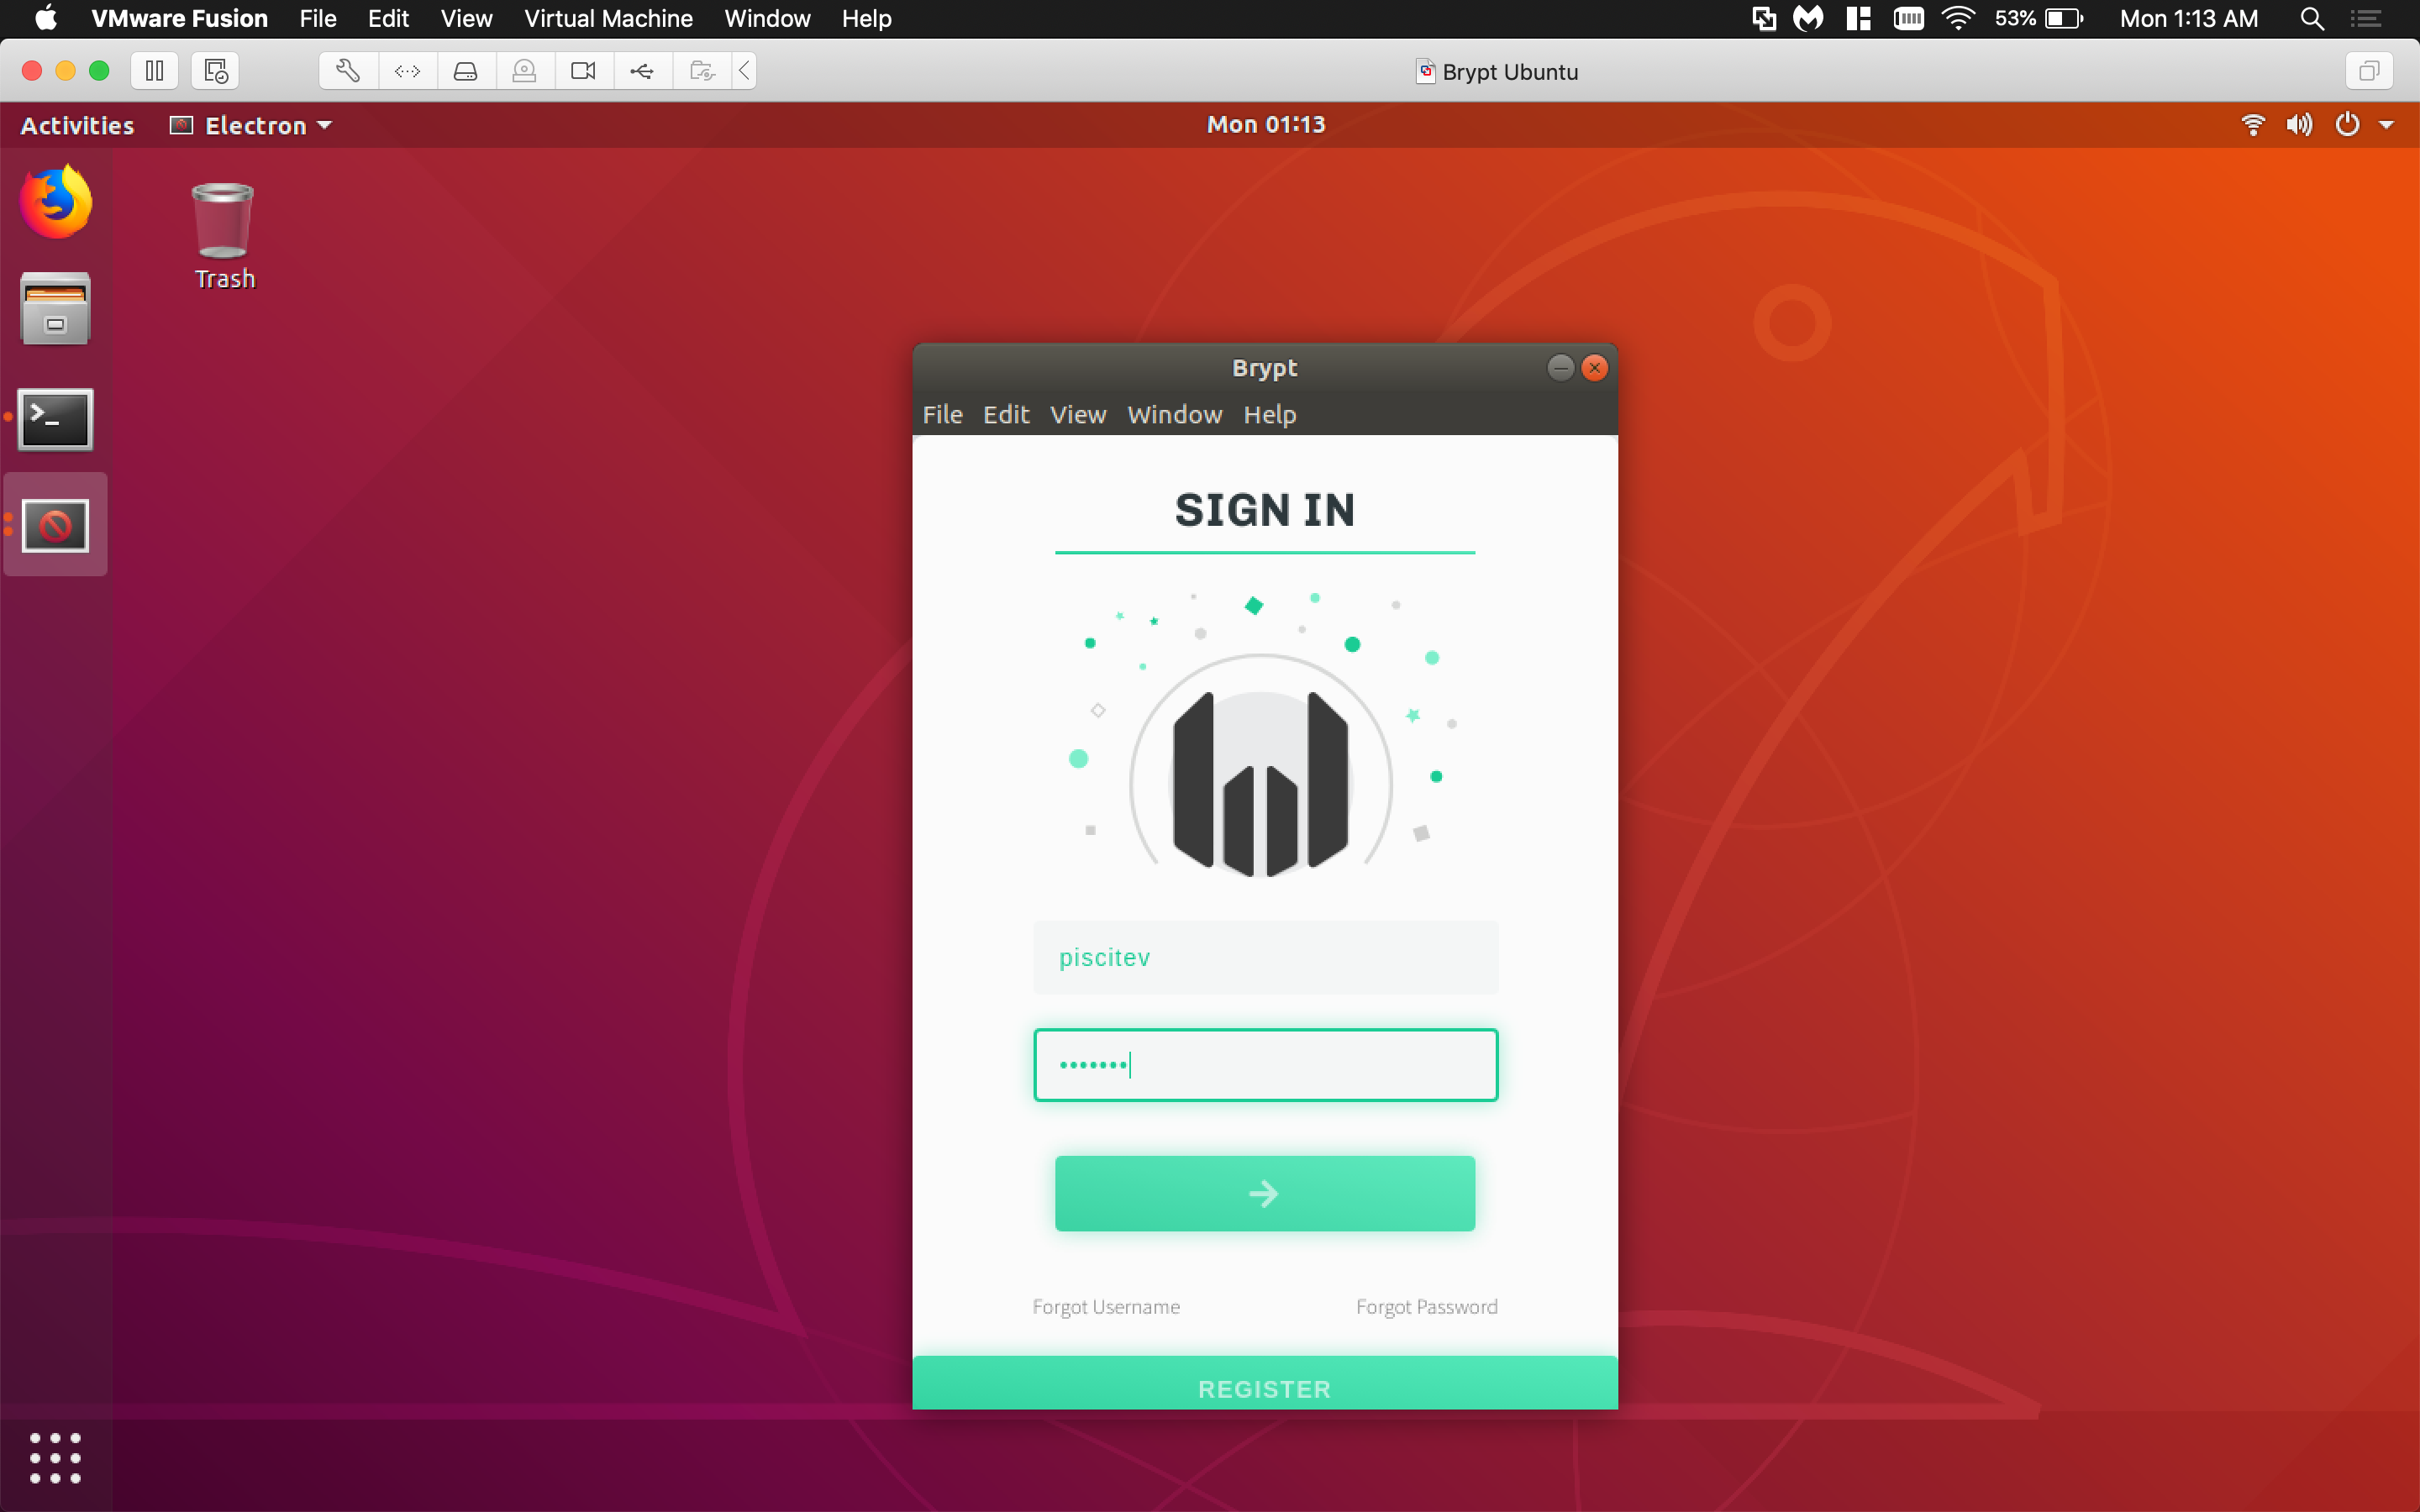 VMware Fusion File Edit View Virtual Machine Window Help 53% Mon 1:13 AM
Brypt Ubuntu
Activities Electron Mon 01:13
Trash
Brypt
File Edit View Window Help
SIGN IN
piscitev
•••••••
Forgot Username Forgot Password
REGISTER